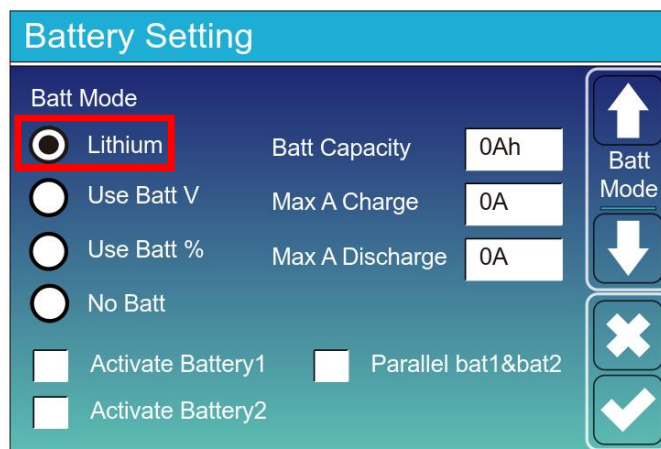 Battery Setting
Batt Mode
Lithium
Batt Capacity 0Ah
Batt Mode
Use Batt V
Max A Charge 0A
Use Batt %
Max A Discharge 0A
No Batt
Activate Battery1
Parallel bat1&bat2
Activate Battery2